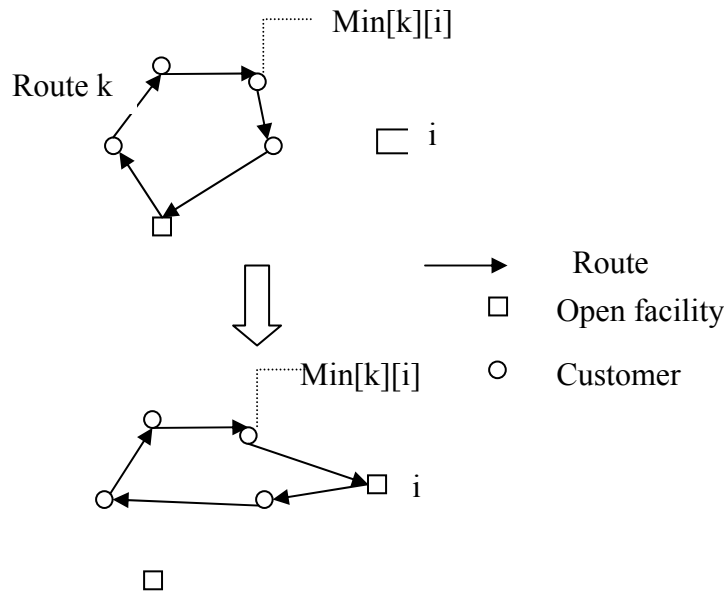 Min[k][i]
Route k
i
Route
Open facility
Min[k][i]
Customer
i